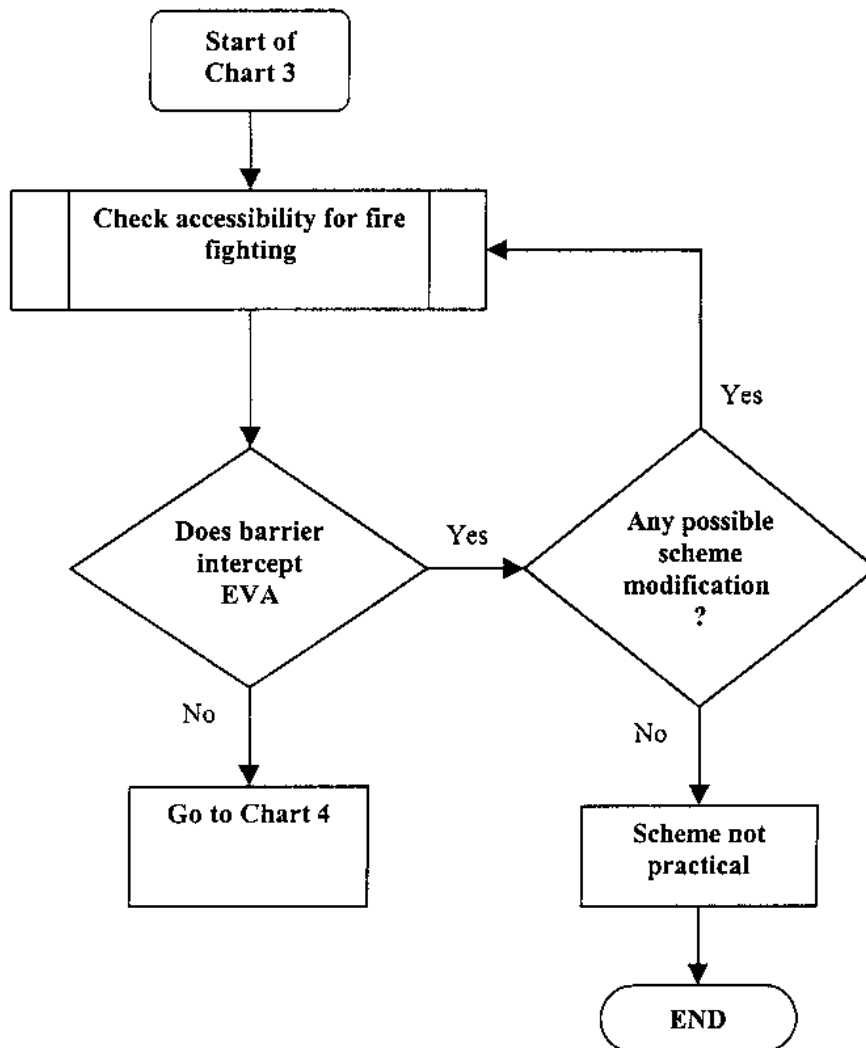 Start of
Chart 3
Check accessibility for fire
fighting
Yes
Does barrier
intercept
EVA
Yes
Any possible
scheme
modification
?
No
No
Go to Chart 4
Scheme not
practical
END